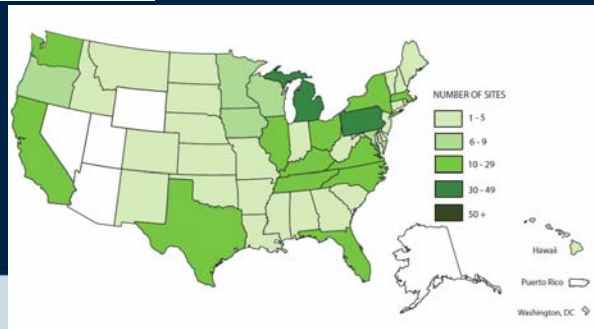 NUMBER OF SITES
1 - 5
6 - 9
10 - 29
30 - 49
50 +
Hawaii
Puerto Rico
Washington, DC